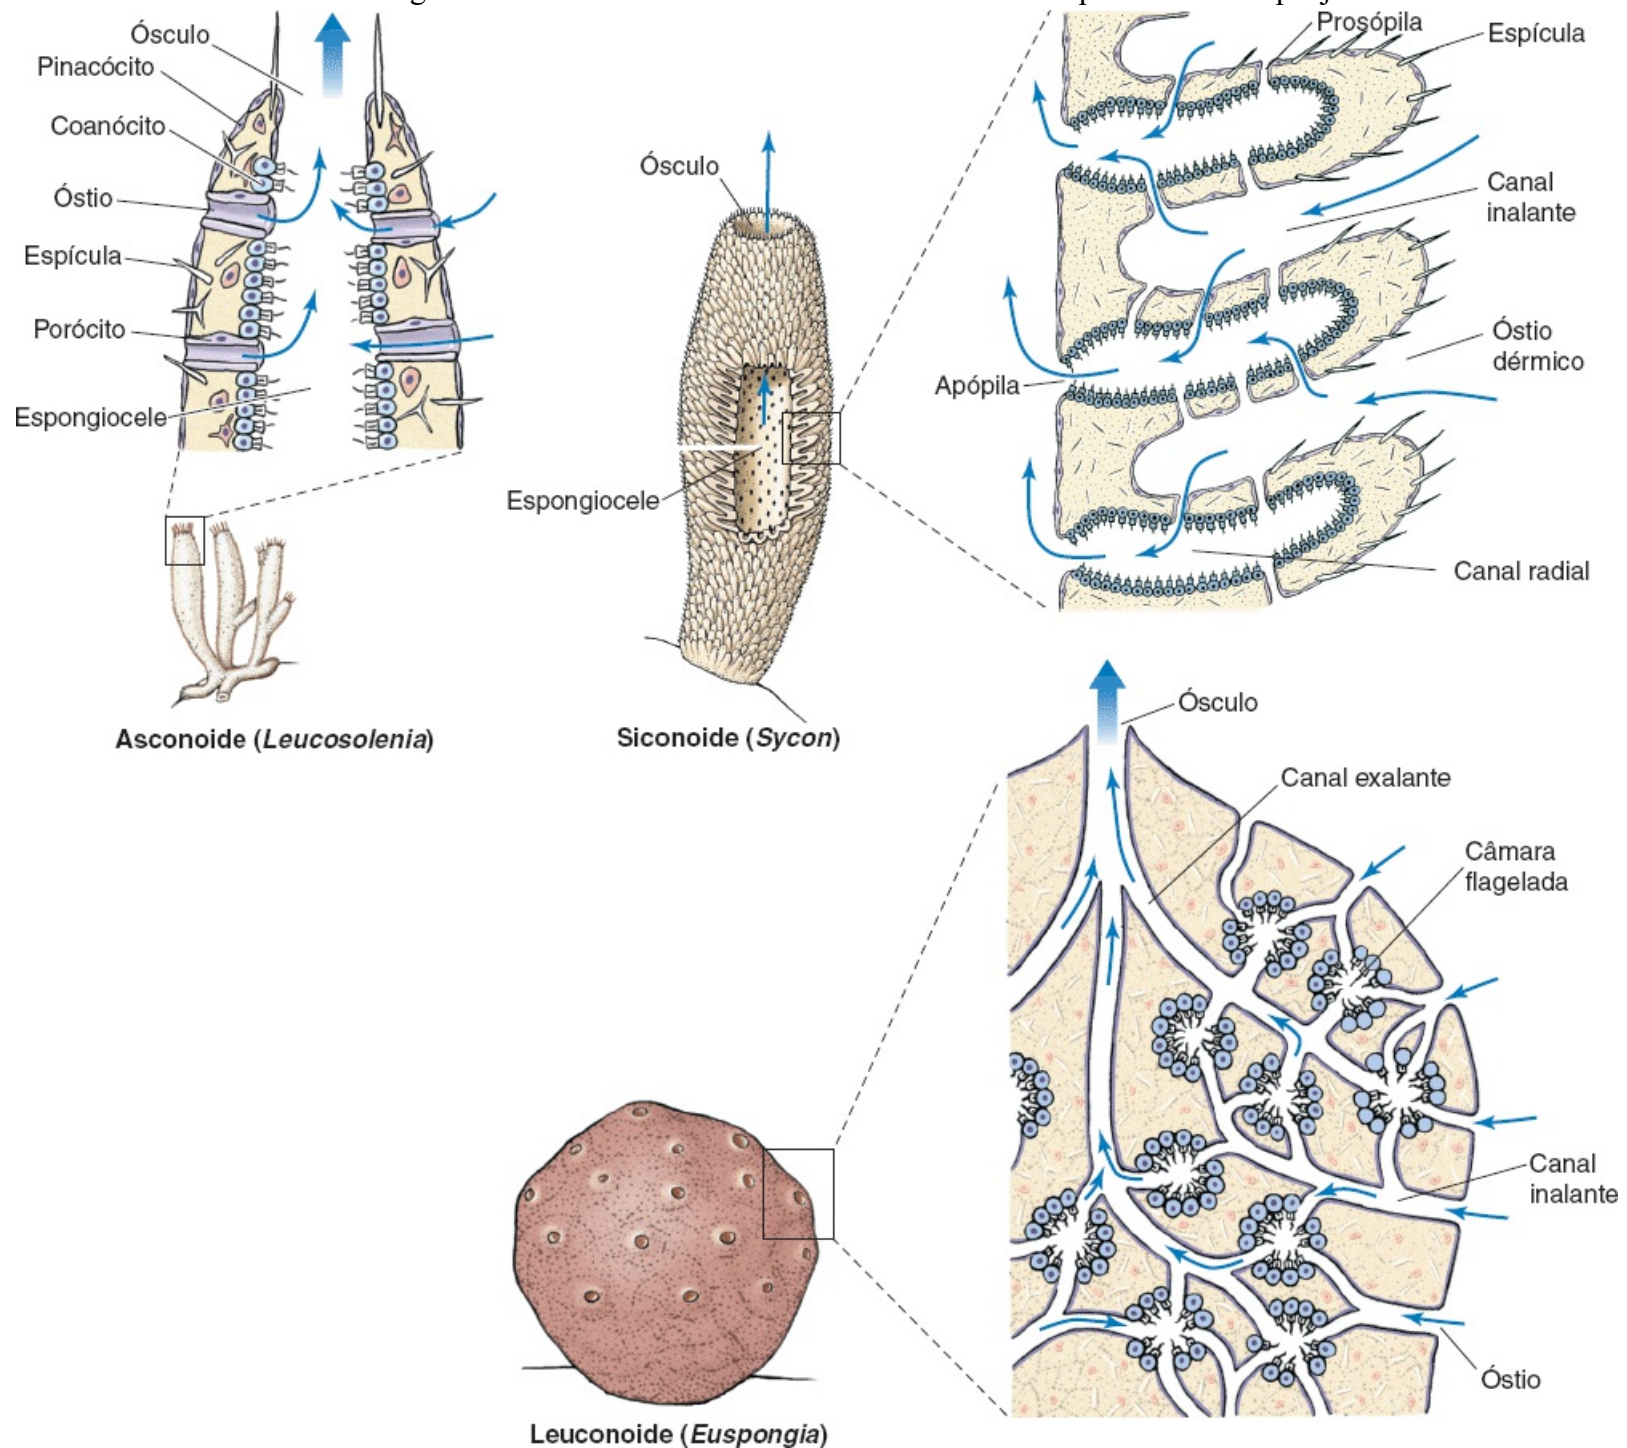 Ósculo
Pinacócito
Coanócito
Óstio
Espícula
Porócito
Espongiocele
Asconoide (Leucosolenia)
Ósculo
Espongiocele
Siconoide (Sycon)
Prosópila
Espícula
Canal
inalante
Óstio
dérmico
Apópila
Canal radial
Ósculo
Canal exalante
Câmara
flagelada
Canal
inalante
Óstio
Leuconoide (Euspongia)